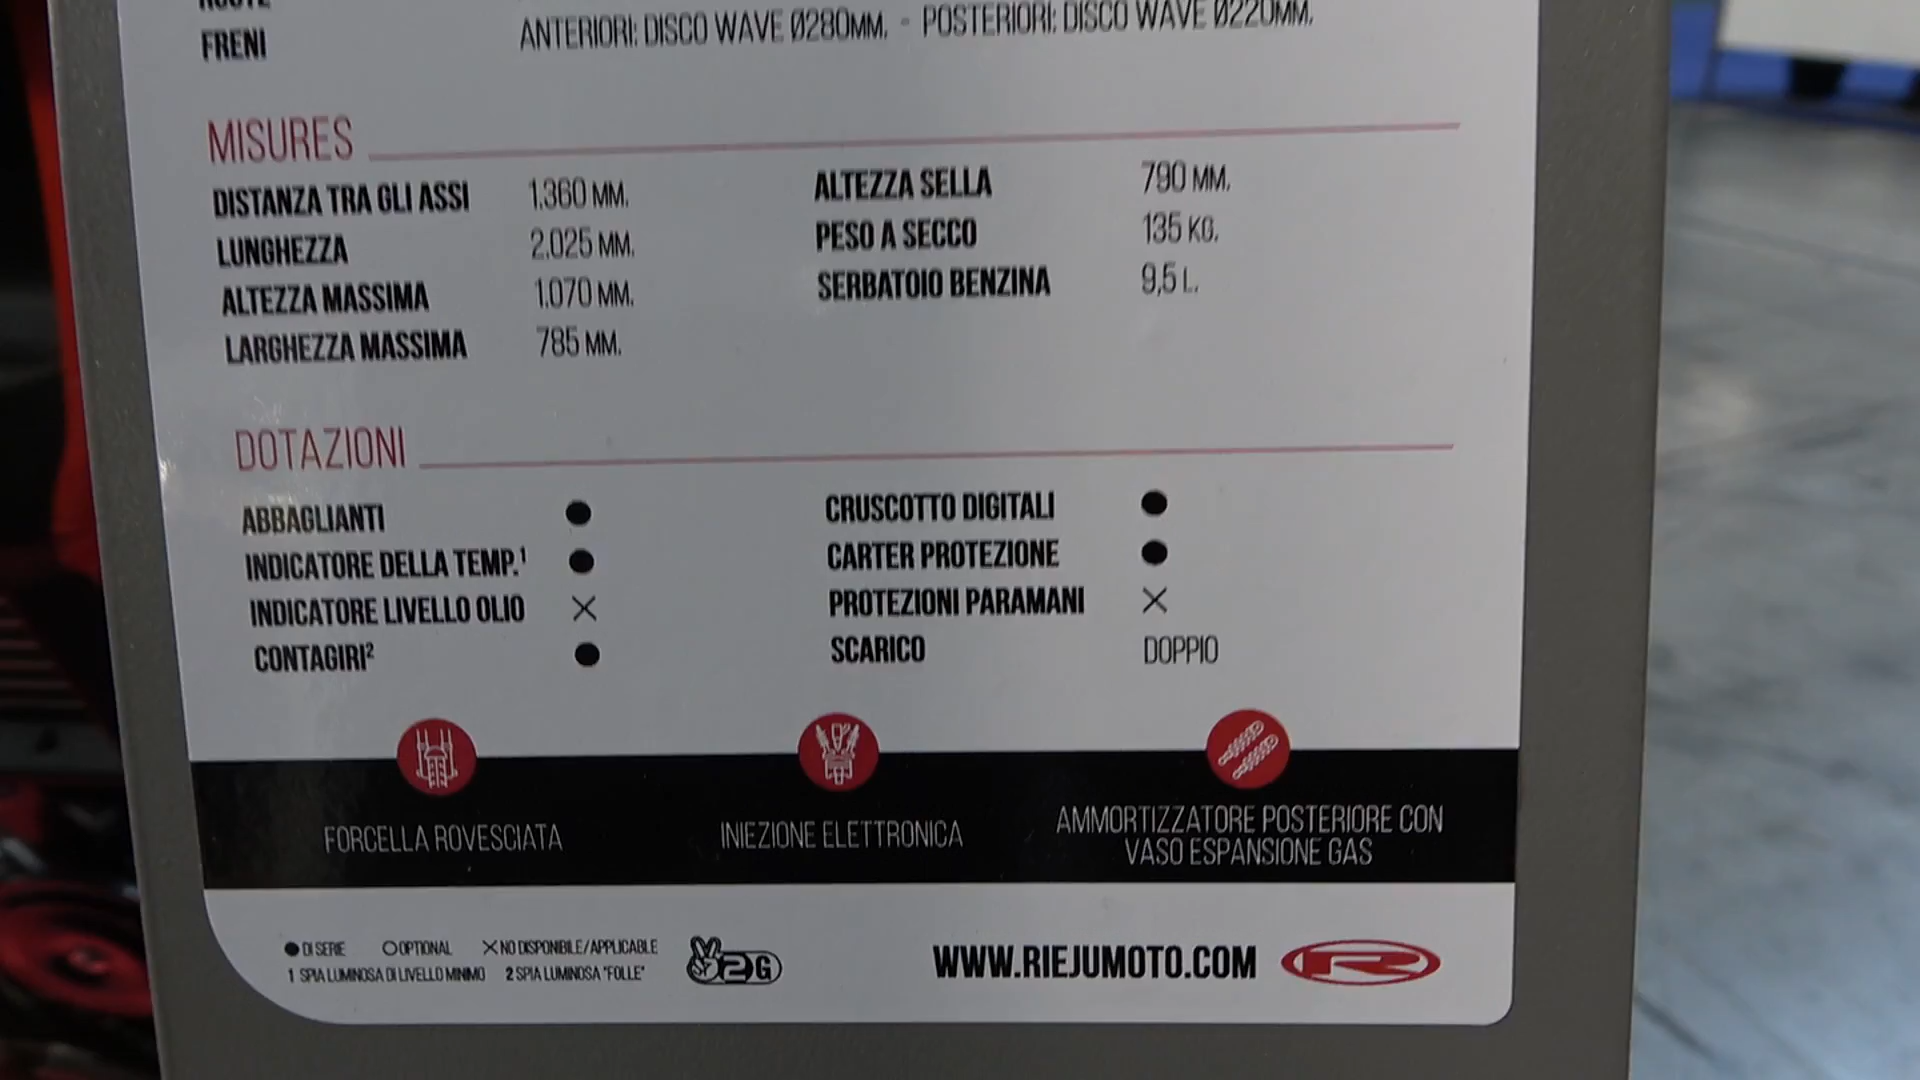 ANTERIORI: DISCO WAVE Ø280MM. - POSTERIORI: DISCO WAVE Ø220MM.
FRENI
MISURES
DISTANZA TRA GLI ASSI 1.360 MM.
LUNGHEZZA 2.025 MM.
ALTEZZA MASSIMA 1.070 MM.
LARGHEZZA MASSIMA 785 MM.
ALTEZZA SELLA 790 MM.
PESO A SECCO 135 KG.
SERBATOIO BENZINA 9,5 L.
DOTAZIONI
ABBAGLIANTI ●
INDICATORE DELLA TEMP.¹ ●
INDICATORE LIVELLO OLIO ×
CONTAGIRI² ●
CRUSCOTTO DIGITALI ●
CARTER PROTEZIONE ●
PROTEZIONI PARAMANI ×
SCARICO DOPPIO
FORCELLA ROVESCIATA
INIEZIONE ELETTRONICA
AMMORTIZZATORE POSTERIORE CON
VASO ESPANSIONE GAS
● DI SERIE ○ OPTIONAL × NO DISPONIBILE/APPLICABLE
1 SPIA LUMINOSA DI LIVELLO MINIMO 2 SPIA LUMINOSA "FOLLE"
2G
WWW.RIEJUMOTO.COM
R